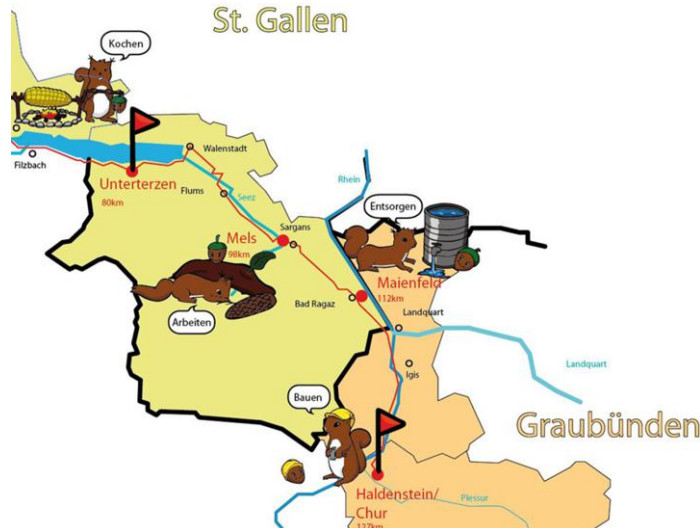 St. Gallen
Kochen
Walenstadt
Filzbach
Unterterzen
80km
Flums
Seez
Rhein
Entsorgen
Mels
98km
Sargans
Maienfeld
112km
Bad Ragaz
Arbeiten
Landquart
Landquart
Igis
Bauen
Graubünden
Haldenstein/
Chur
127km
Plessur